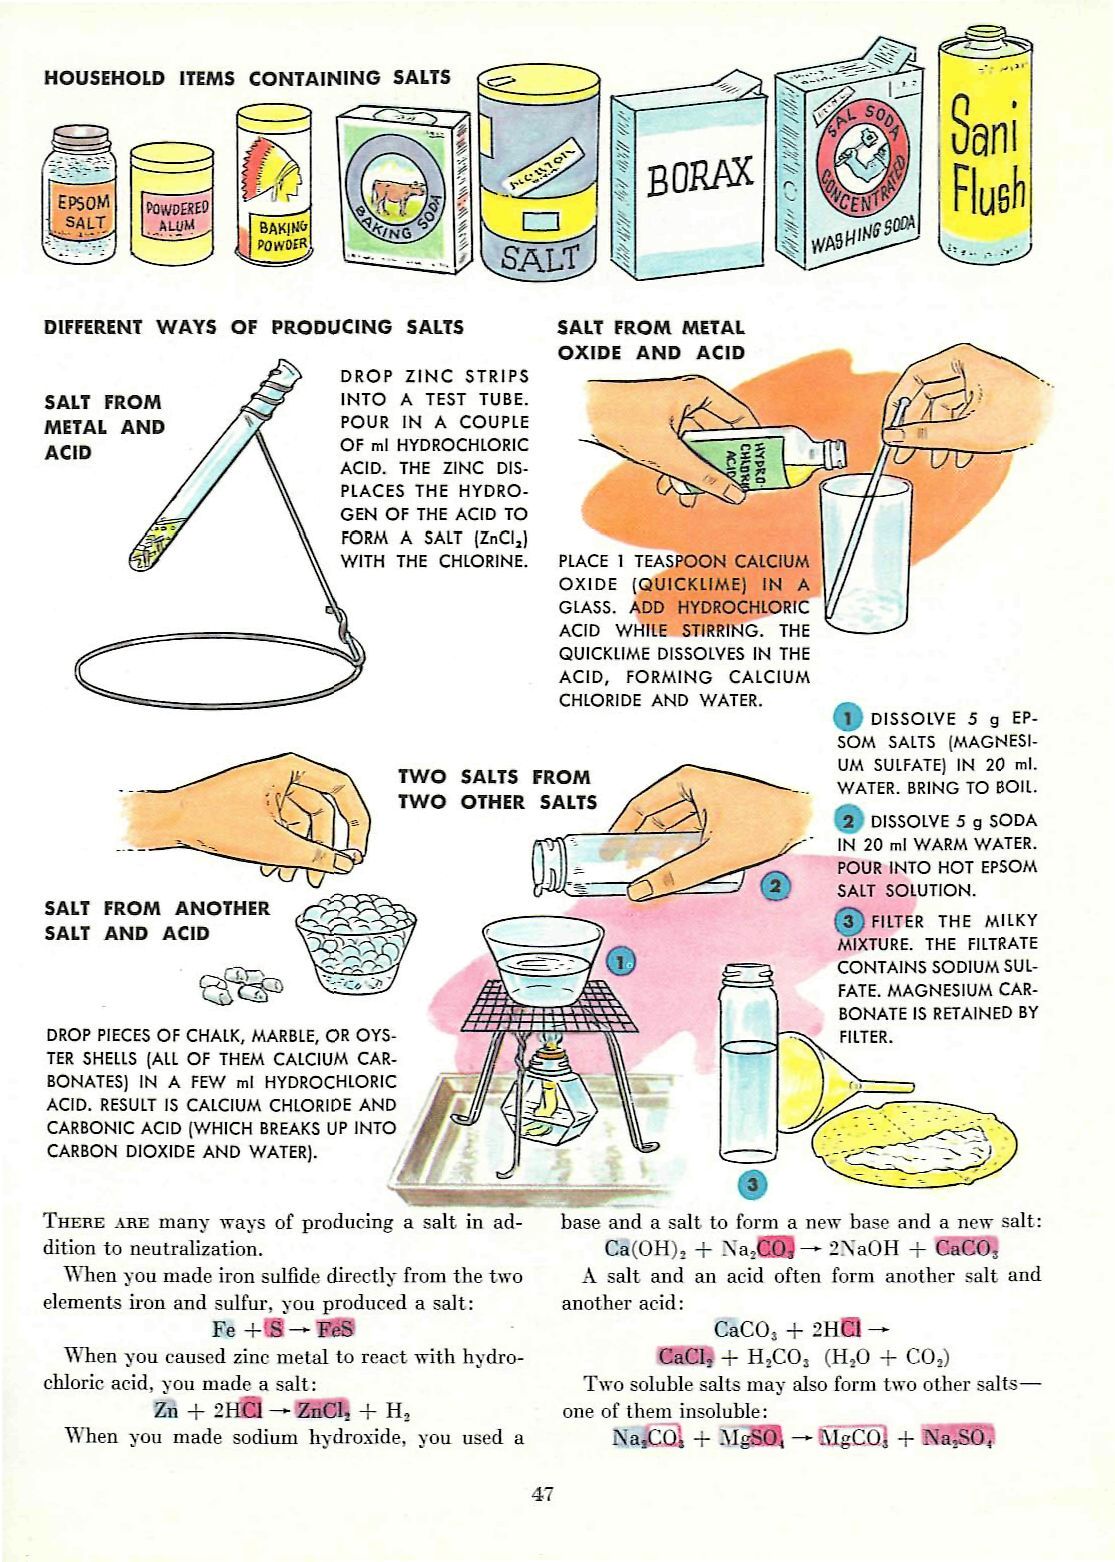 HOUSEHOLD ITEMS CONTAINING SALTS
EPSOM
SALT
POWDERED
ALUM
BAKING
POWDER
BAKING SODA
MORTON
SALT
BORAX
SAL SODA
CONCENTRATED
WASHING SODA
Sani
Flush
DIFFERENT WAYS OF PRODUCING SALTS
SALT FROM
METAL AND
ACID
DROP ZINC STRIPS
INTO A TEST TUBE.
POUR IN A COUPLE
OF ml HYDROCHLORIC
ACID. THE ZINC DIS-
PLACES THE HYDRO-
GEN OF THE ACID TO
FORM A SALT (ZnCl₂)
WITH THE CHLORINE.
SALT FROM METAL
OXIDE AND ACID
HYDRO-
CHLORIC
ACID
PLACE 1 TEASPOON CALCIUM
OXIDE (QUICKLIME) IN A
GLASS. ADD HYDROCHLORIC
ACID WHILE STIRRING. THE
QUICKLIME DISSOLVES IN THE
ACID, FORMING CALCIUM
CHLORIDE AND WATER.
SALT FROM ANOTHER
SALT AND ACID
DROP PIECES OF CHALK, MARBLE, OR OYS-
TER SHELLS (ALL OF THEM CALCIUM CAR-
BONATES) IN A FEW ml HYDROCHLORIC
ACID. RESULT IS CALCIUM CHLORIDE AND
CARBONIC ACID (WHICH BREAKS UP INTO
CARBON DIOXIDE AND WATER).
TWO SALTS FROM
TWO OTHER SALTS
2
1.
3
1 DISSOLVE 5 g EP-
SOM SALTS (MAGNESI-
UM SULFATE) IN 20 ml.
WATER. BRING TO BOIL.
2 DISSOLVE 5 g SODA
IN 20 ml WARM WATER.
POUR INTO HOT EPSOM
SALT SOLUTION.
3 FILTER THE MILKY
MIXTURE. THE FILTRATE
CONTAINS SODIUM SUL-
FATE. MAGNESIUM CAR-
BONATE IS RETAINED BY
FILTER.
THERE ARE many ways of producing a salt in ad-
dition to neutralization.
When you made iron sulfide directly from the two
elements iron and sulfur, you produced a salt:
Fe + S → FeS
When you caused zinc metal to react with hydro-
chloric acid, you made a salt:
Zn + 2HCl → ZnCl₂ + H₂
When you made sodium hydroxide, you used a
base and a salt to form a new base and a new salt:
Ca(OH)₂ + Na₂CO₃ → 2NaOH + CaCO₃
A salt and an acid often form another salt and
another acid:
CaCO₃ + 2HCl →
CaCl₂ + H₂CO₃ (H₂O + CO₂)
Two soluble salts may also form two other salts—
one of them insoluble:
Na₂CO₃ + MgSO₄ → MgCO₃ + Na₂SO₄
47